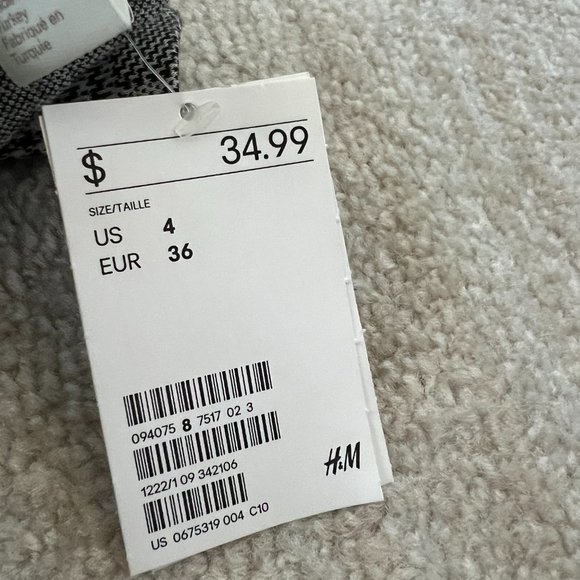 Turkey
Fabriqué en
Turquie
$ 34.99
SIZE/TAILLE
US 4
EUR 36
094075 8 7517 02 3
1222/1 09 342106
H&M
US 0675319 004 C10